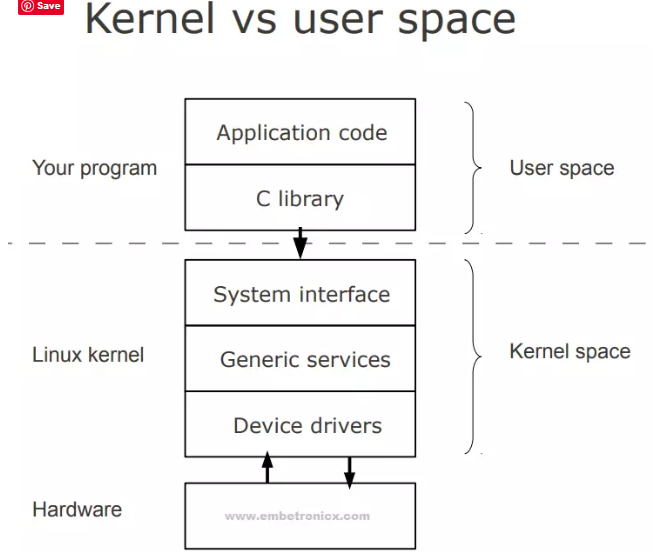 Save
Kernel vs user space
Application code
Your program
User space
C library
System interface
Linux kernel
Generic services
Kernel space
Device drivers
Hardware
www.embetronicx.com